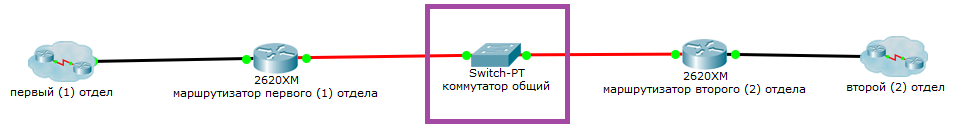 первый (1) отдел
2620XM
маршрутизатор первого (1) отдела
Switch-PT
коммутатор общий
2620XM
маршрутизатор второго (2) отдела
второй (2) отдел